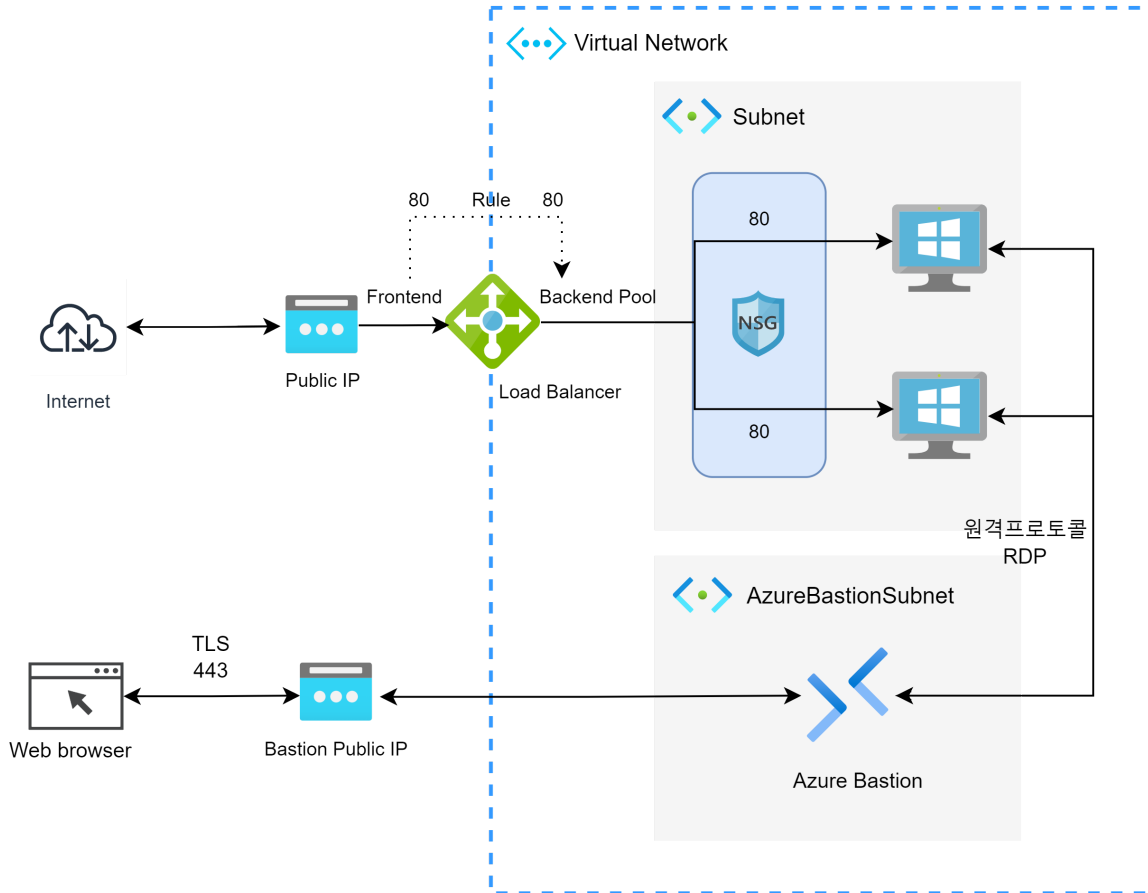 Virtual Network
Subnet
80 Rule 80
80
Frontend
Backend Pool
NSG
Public IP
Load Balancer
Internet
80
원격프로토콜
RDP
AzureBastionSubnet
TLS
443
Web browser
Bastion Public IP
Azure Bastion